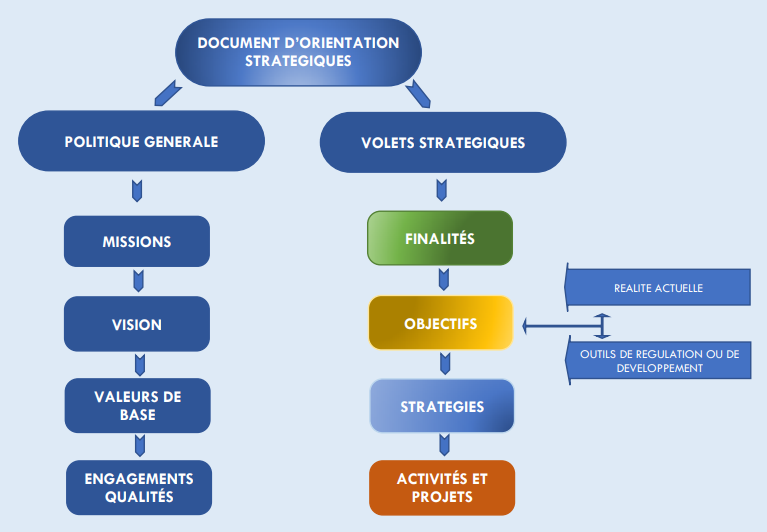 DOCUMENT D'ORIENTATION
STRATEGIQUES
POLITIQUE GENERALE
VOLETS STRATEGIQUES
MISSIONS
FINALITÉS
REALITE ACTUELLE
VISION
OBJECTIFS
OUTILS DE REGULATION OU DE
DEVELOPPEMENT
VALEURS DE
BASE
STRATEGIES
ENGAGEMENTS
QUALITÉS
ACTIVITÉS ET
PROJETS